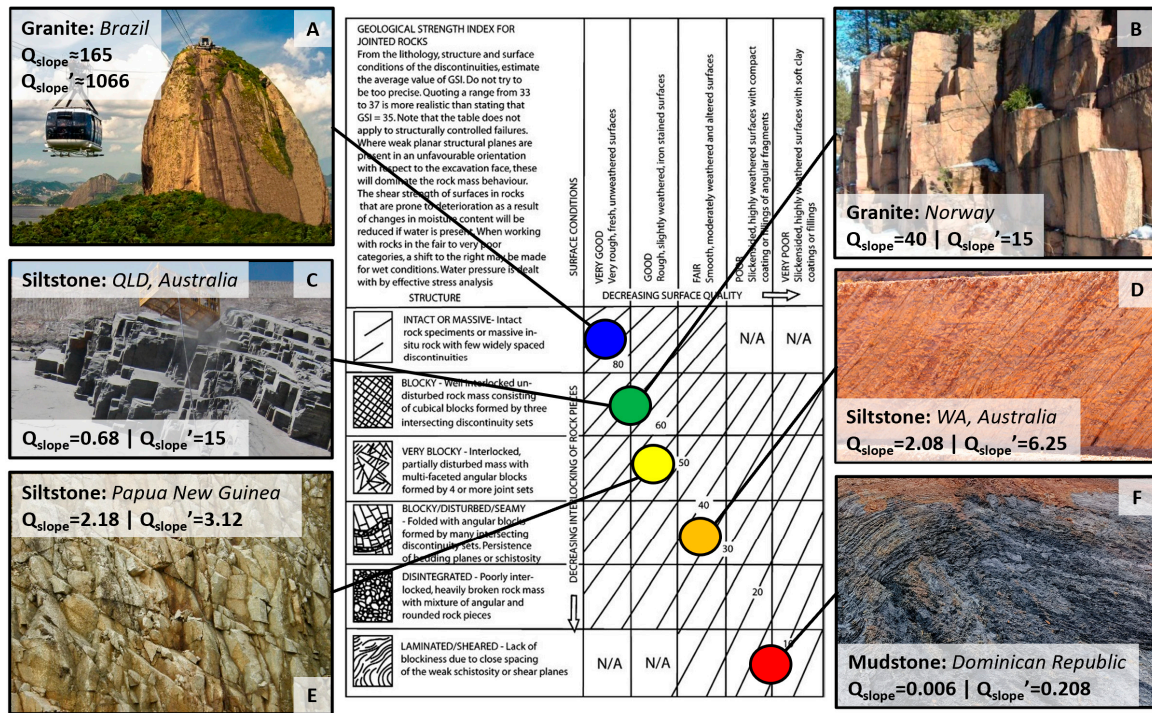 Granite: Brazil
A
Qslope≈165
Qslope'≈1066
GEOLOGICAL STRENGTH INDEX FOR
JOINTED ROCKS
From the lithology, structure and surface
conditions of the discontinuities, estimate
the average value of GSI. Do not try to
be too precise. Quoting a range from 33
to 37 is more realistic than stating that
GSI = 35. Note that the table does not
apply to structurally controlled failures.
Where weak planar structural planes are
present in an unfavourable orientation
with respect to the excavation face, these
will dominate the rock mass behaviour.
The shear strength of surfaces in rocks
that are prone to deterioration as a result
of changes in moisture content will be
reduced if water is present. When working
with rocks in the fair to very poor
categories, a shift to the right may be made
for wet conditions. Water pressure is dealt
with by effective stress analysis
STRUCTURE
SURFACE CONDITIONS
VERY GOOD
Very rough, fresh, unweathered surfaces
GOOD
Rough, slightly weathered, iron stained surfaces
FAIR
Smooth, moderately weathered and altered surfaces
POOR
Slickensided, highly weathered surfaces with compact
coating or fillings of angular fragments
VERY POOR
Slickensided, highly weathered surfaces with soft clay
coatings or fillings
DECREASING SURFACE QUALITY
B
Granite: Norway
Qslope=40 | Qslope'=15
Siltstone: QLD, Australia
C
Qslope=0.68 | Qslope'=15
INTACT OR MASSIVE- Intact
rock speciments or massive in-
situ rock with few widely spaced
discontinuities
N/A
N/A
80
BLOCKY - Well interlocked un-
disturbed rock mass consisting
of cubical blocks formed by three
intersecting discontinuity sets
60
VERY BLOCKY - Interlocked,
partially disturbed mass with
multi-faceted angular blocks
formed by 4 or more joint sets
50
BLOCKY/DISTURBED/SEAMY
- Folded with angular blocks
formed by many intersecting
discontinuity sets. Persistence
of bedding planes or schistosity
40
30
DISINTEGRATED - Poorly inter-
locked, heavily broken rock mass
with mixture of angular and
rounded rock pieces
20
LAMINATED/SHEARED - Lack of
blockiness due to close spacing
of the weak schistosity or shear planes
N/A
N/A
10
DECREASING INTERLOCKING OF ROCK PIECES
D
Siltstone: WA, Australia
Qslope=2.08 | Qslope'=6.25
Siltstone: Papua New Guinea
Qslope=2.18 | Qslope'=3.12
E
F
Mudstone: Dominican Republic
Qslope=0.006 | Qslope'=0.208